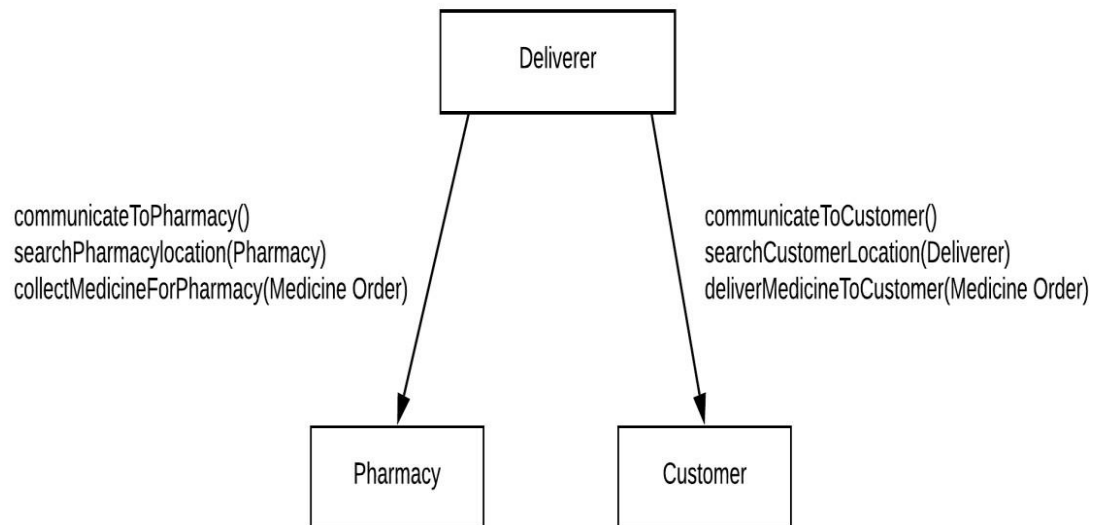 Deliverer
communicateToPharmacy()
searchPharmacylocation(Pharmacy)
collectMedicineForPharmacy(Medicine Order)
communicateToCustomer()
searchCustomerLocation(Deliverer)
deliverMedicineToCustomer(Medicine Order)
Pharmacy
Customer